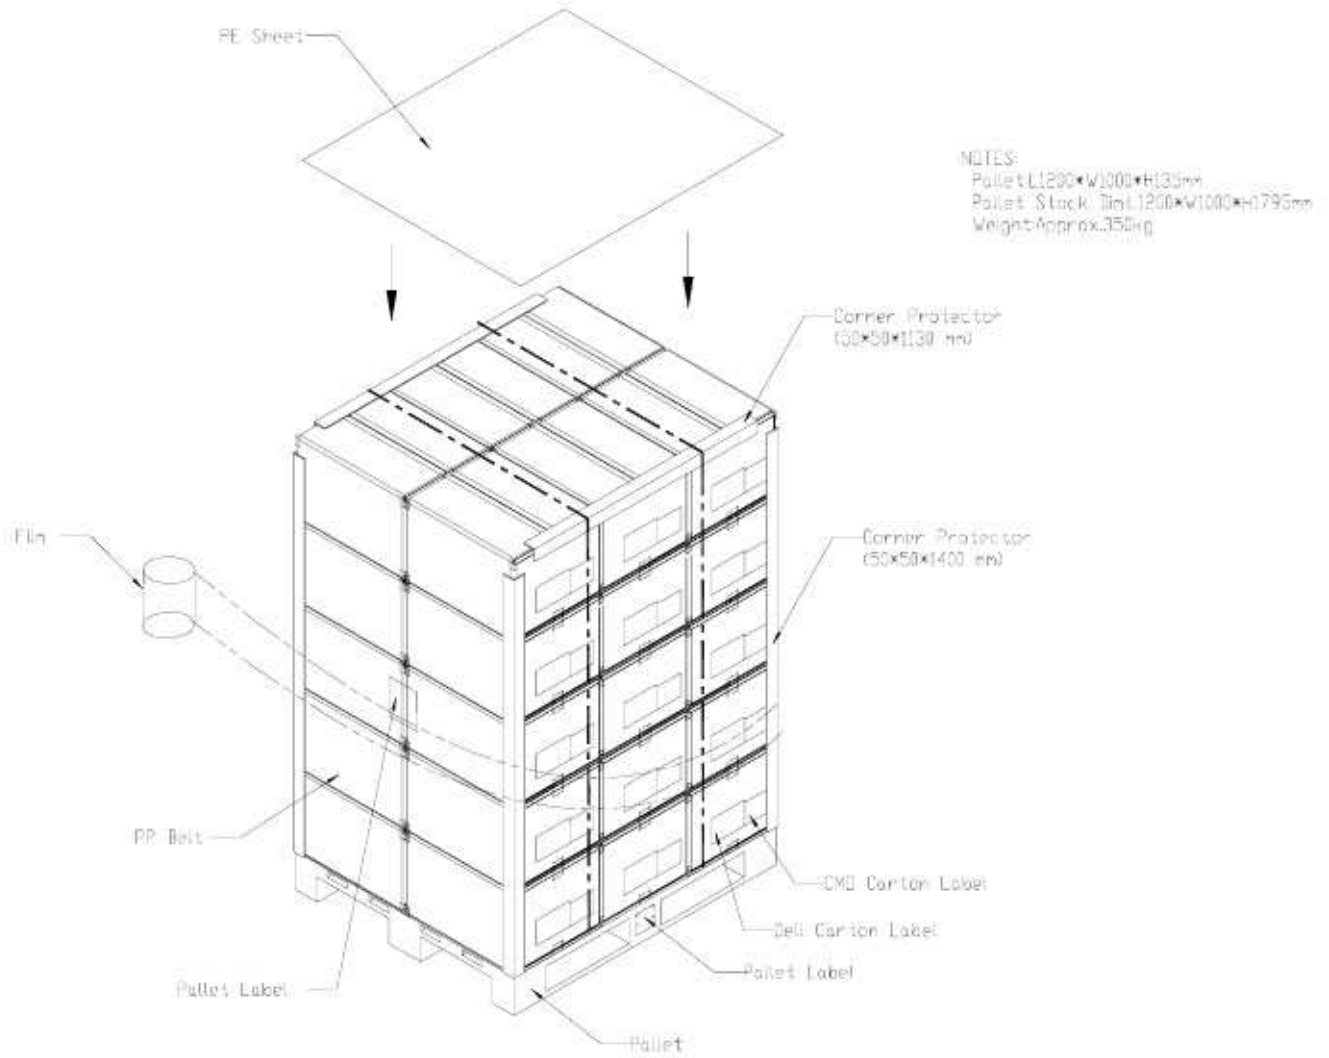 PE Sheet
NOTES:
Pallet:L1200*W1000*H135mm
Pallet Stack Dim:L1200*W1000*H1795mm
Weight:Approx.350kg
Corner Protector
(50*50*1130 mm)
Film
Corner Protector
(50*50*1400 mm)
PP Belt
CMO Carton Label
Dell Carton Label
Pallet Label
Pallet Label
Pallet